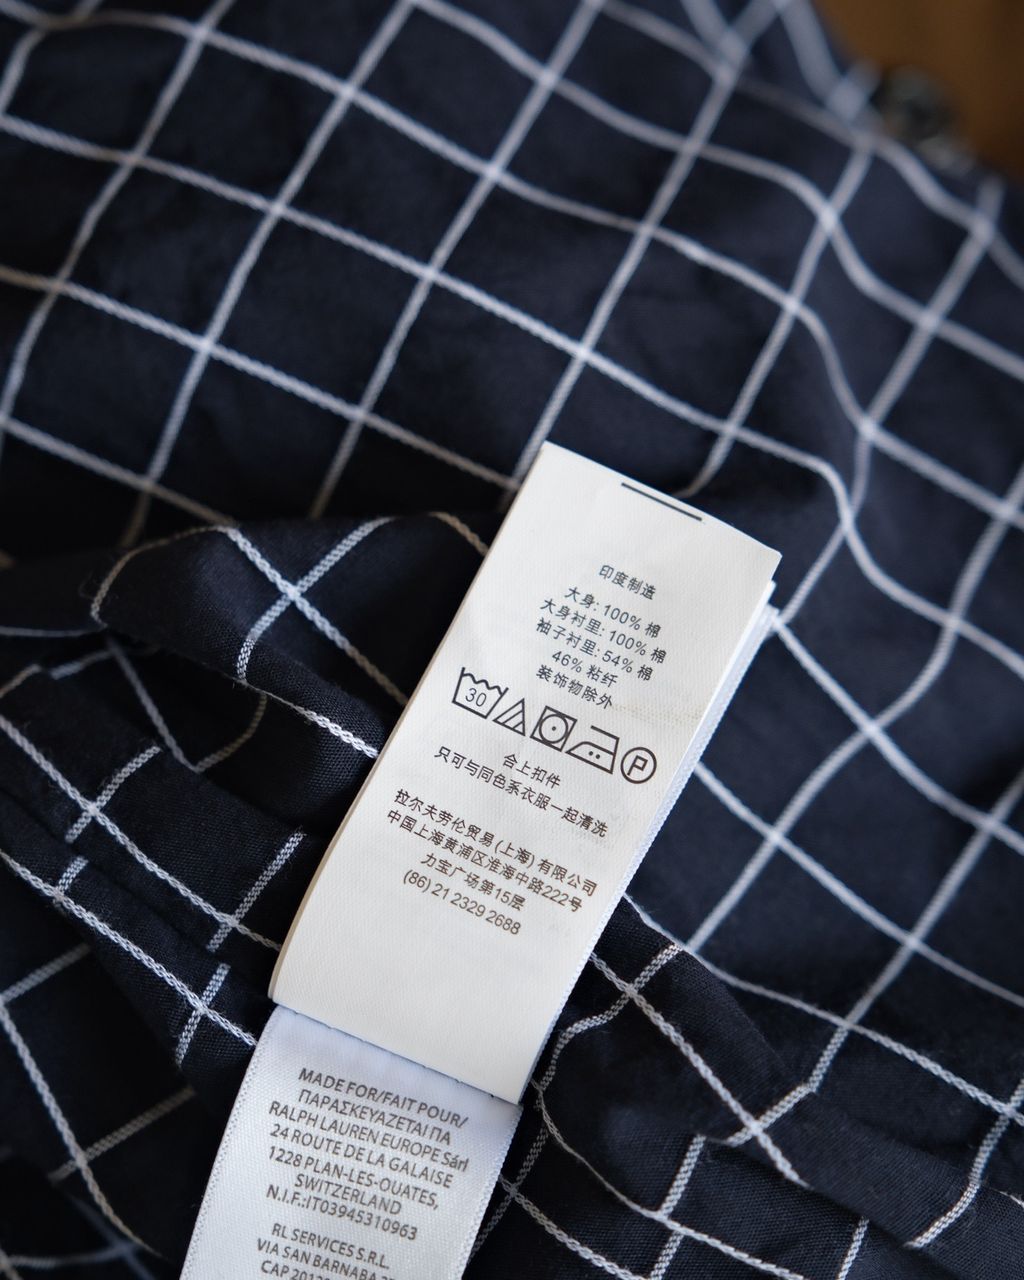 印度制造
大身: 100% 棉
大身衬里: 100% 棉
袖子衬里: 54% 棉
46% 粘纤
装饰物除外
30
P
合上扣件
只可与同色系衣服一起清洗
拉尔夫劳伦贸易(上海)有限公司
中国上海黄浦区淮海中路222号
力宝广场第15层
(86) 21 2329 2688
MADE FOR/FAIT POUR/
ΠΑΡΑΣΚΕΥΑΖΕΤΑΙ ΓΙΑ
RALPH LAUREN EUROPE Sárl
24 ROUTE DE LA GALAISE
1228 PLAN-LES-OUATES,
SWITZERLAND
N.I.F.:IT03945310963
RL SERVICES S.R.L.
VIA SAN BARNABA
CAP